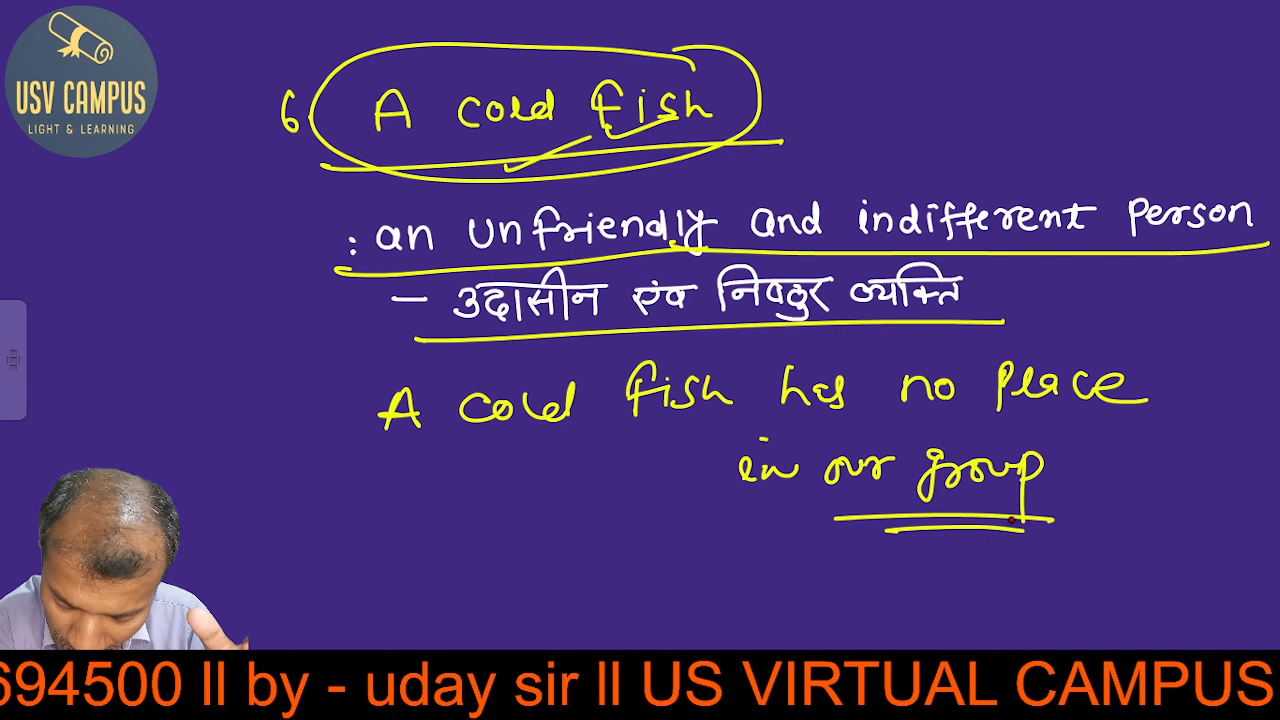 USV CAMPUS
LIGHT & LEARNING
6. A cold fish
: an unfriendly and indifferent person
- उदासीन एंव निष्ठुर व्यक्ति
A cold fish has no place
in our group
694500 ll by - uday sir ll US VIRTUAL CAMPUS